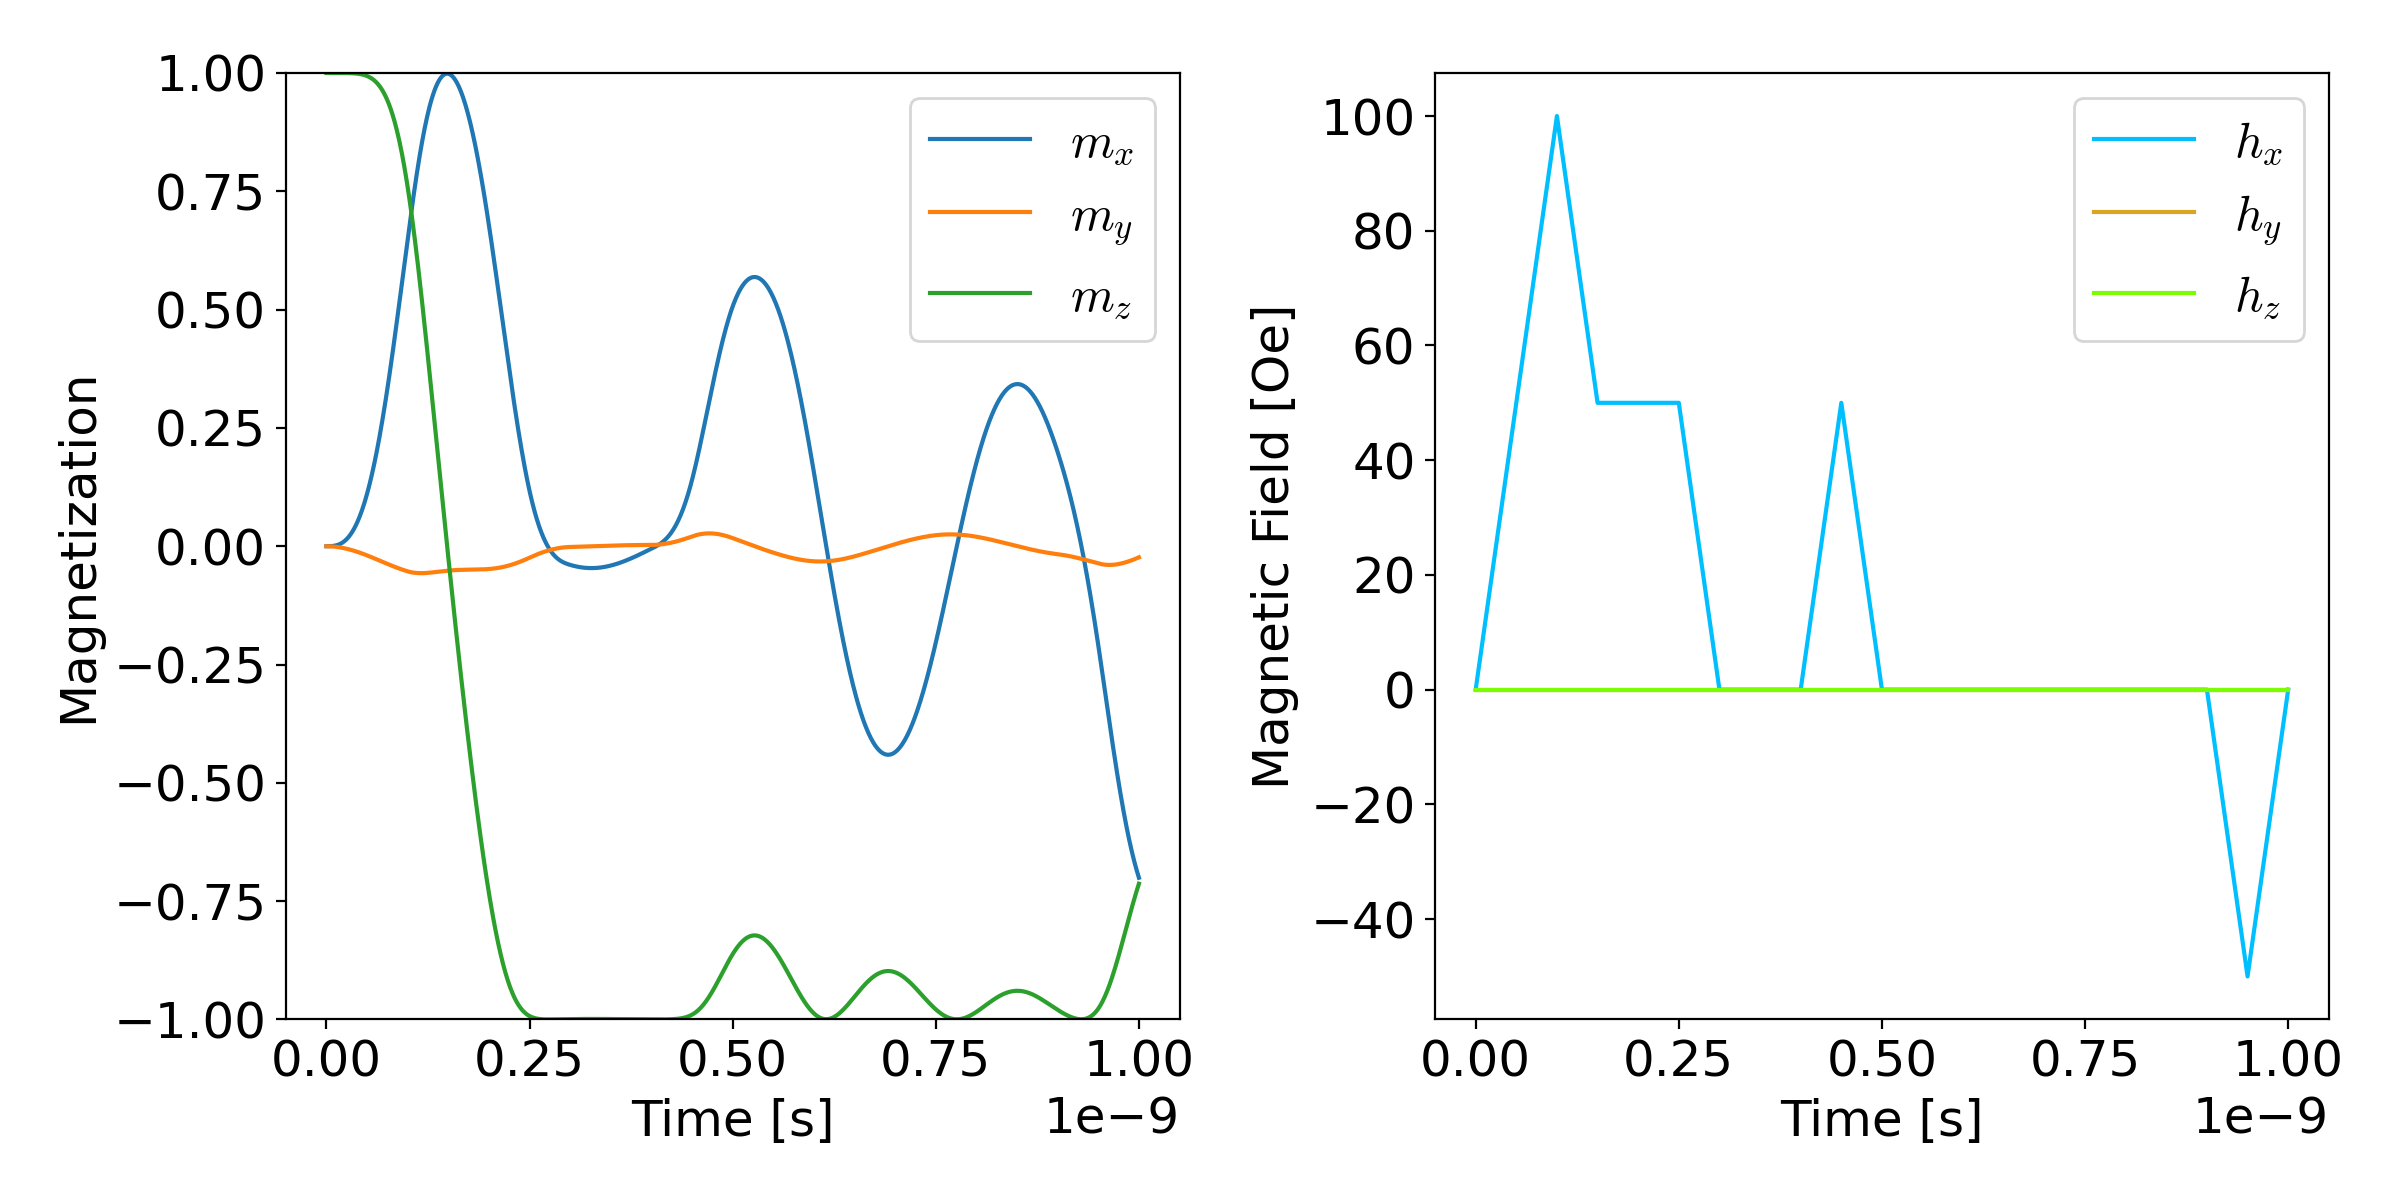 Magnetization
1.00
0.75
0.50
0.25
0.00
−0.25
−0.50
−0.75
−1.00
0.00 0.25 0.50 0.75 1.00
Time [s]
1e−9
m_x
m_y
m_z
Magnetic Field [Oe]
100
80
60
40
20
0
−20
−40
0.00 0.25 0.50 0.75 1.00
Time [s]
1e−9
h_x
h_y
h_z